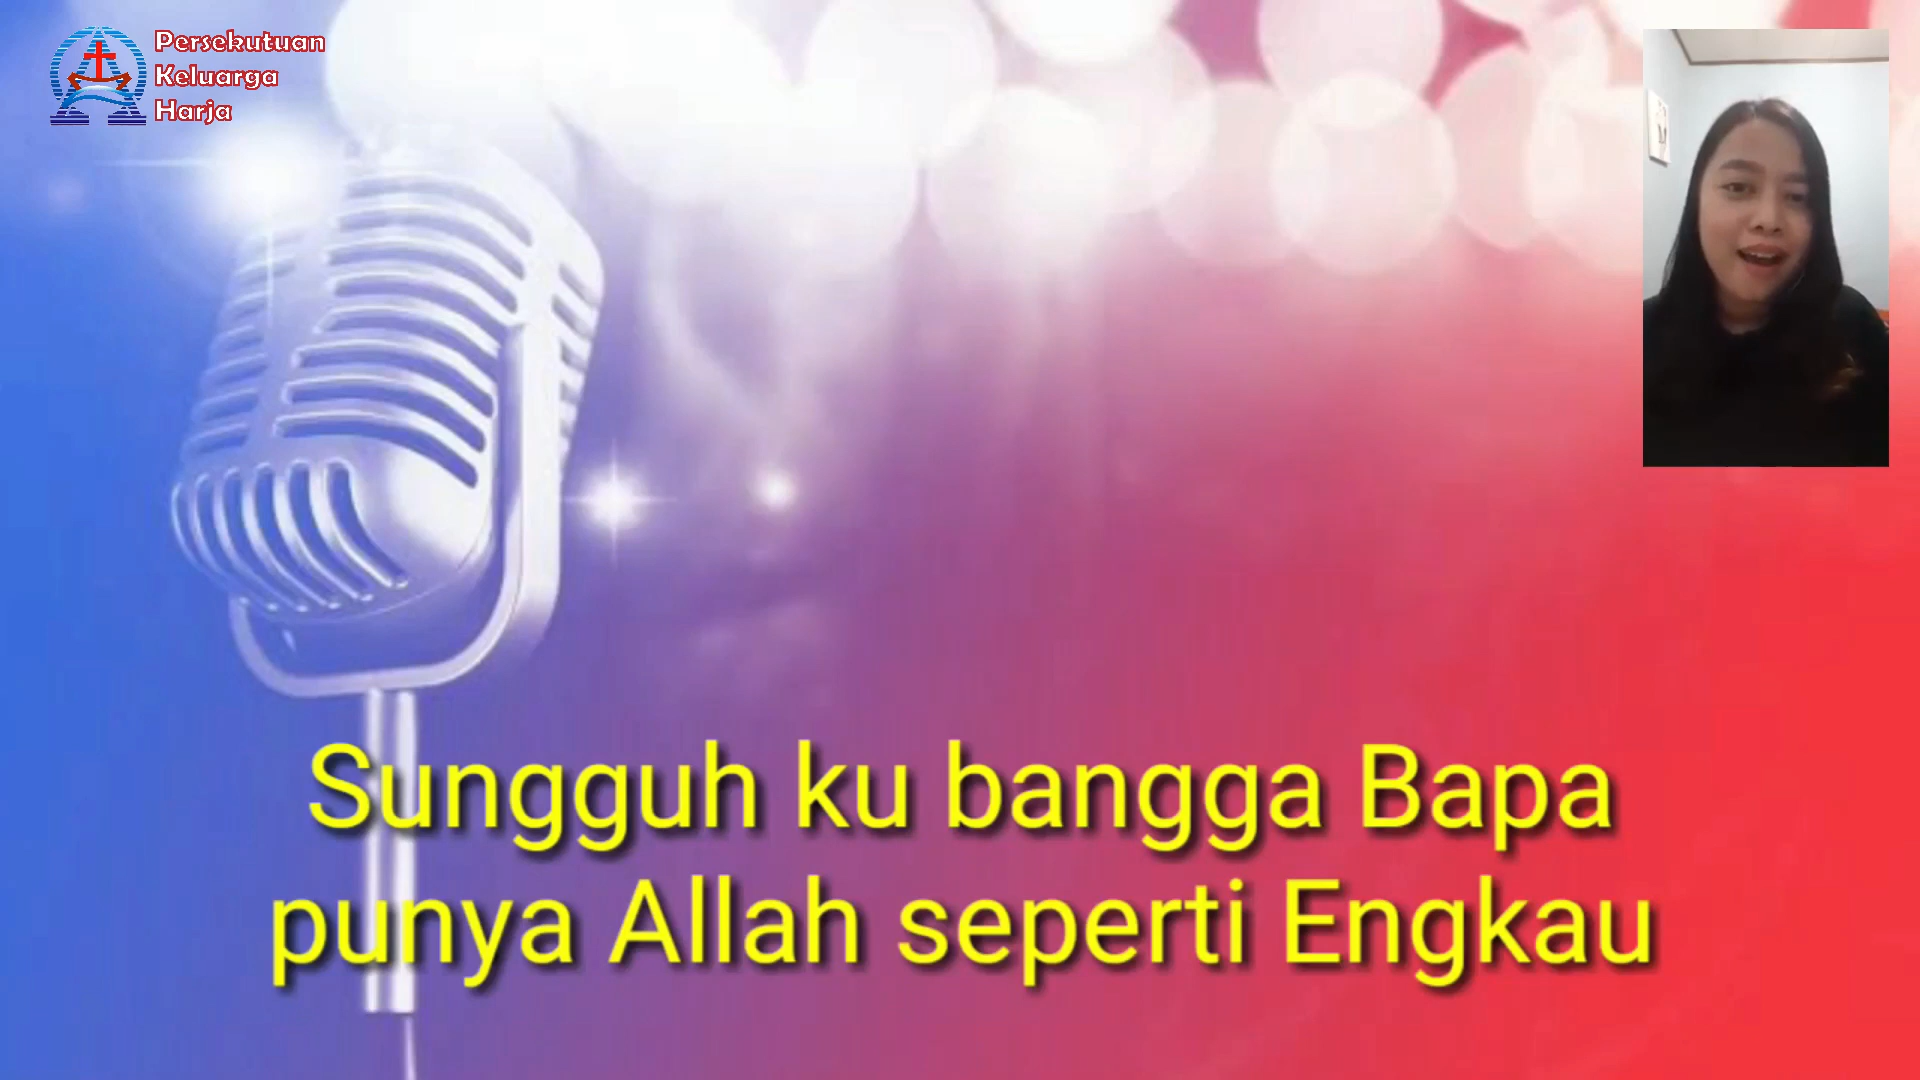 Persekutuan
Keluarga
Harja
Sungguh ku bangga Bapa
punya Allah seperti Engkau